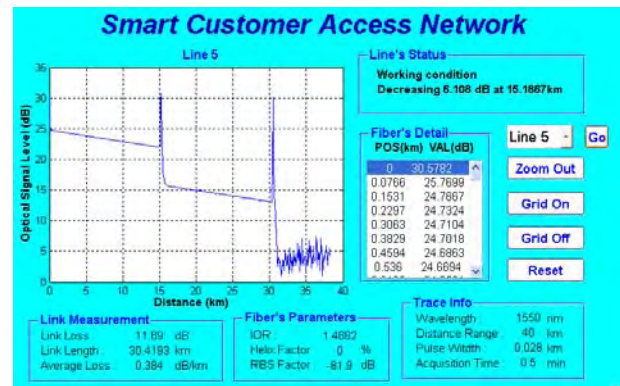 Smart Customer Access Network
Line 5
Line's Status
Working condition
Decreasing 6.108 dB at 15.1867km
Optical Signal Level (dB)
35
30
25
20
15
10
5
0
0 5 10 15 20 25 30 35 40
Distance (km)
Fiber's Detail
POS(km) VAL(dB)
0 30.5782
0.0766 25.7699
0.1531 24.7667
0.2297 24.7324
0.3063 24.7104
0.3829 24.7018
0.4594 24.6863
0.536 24.6694
Line 5
Go
Zoom Out
Grid On
Grid Off
Reset
Link Measurement
Link Loss : 11.69 dB
Link Length : 30.4193 km
Average Loss : 0.384 dB/km
Fiber's Parameters
IOR : 1.4682
Helix Factor 0 %
RBS Factor -81.9 dB
Trace Info
Wavelength : 1550 nm
Distance Range : 40 km
Pulse Witdth : 0.028 km
Acquisition Time : 0.5 min